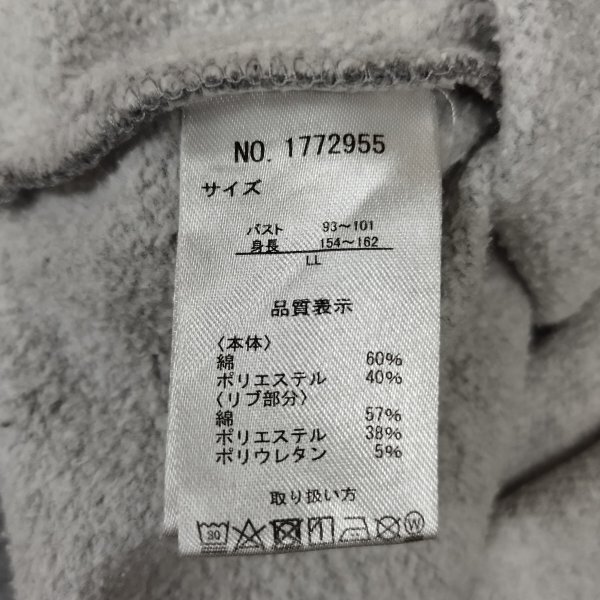 NO. 1772955
サイズ
バスト 93～101
身長 154～162
LL
品質表示
〈本体〉
綿 60%
ポリエステル 40%
〈リブ部分〉
綿 57%
ポリエステル 38%
ポリウレタン 5%
取り扱い方
30 W